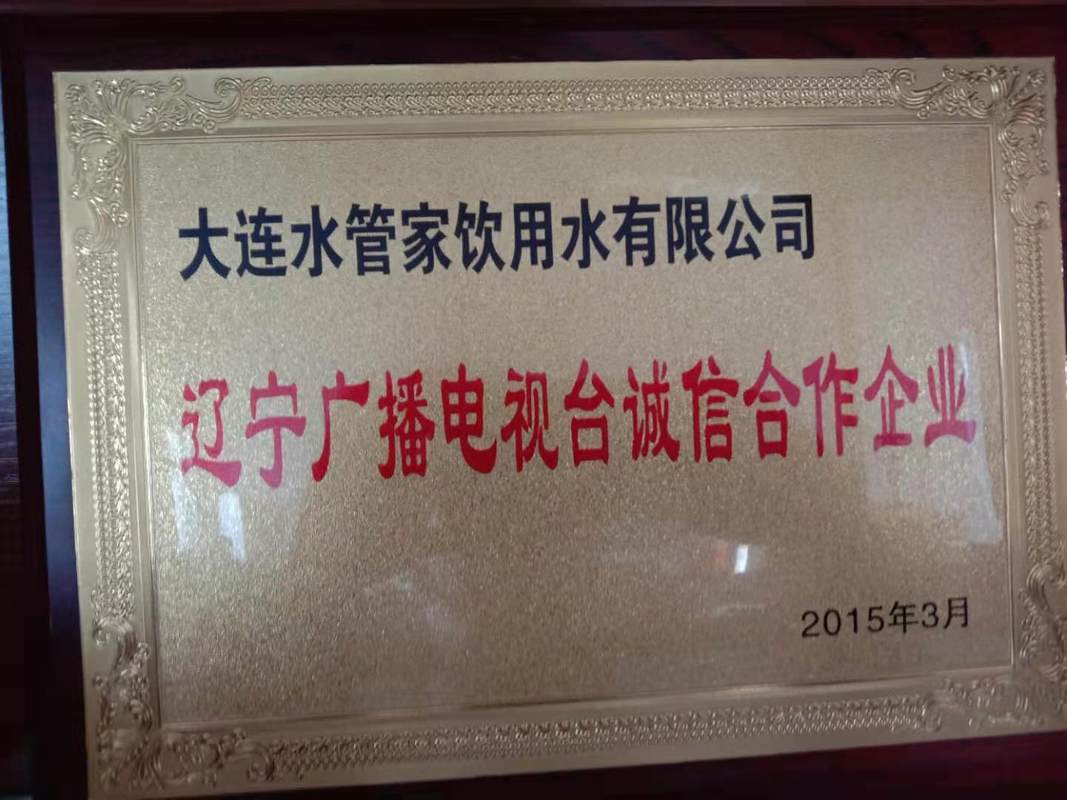 大连水管家饮用水有限公司
辽宁广播电视台诚信合作企业
2015年3月